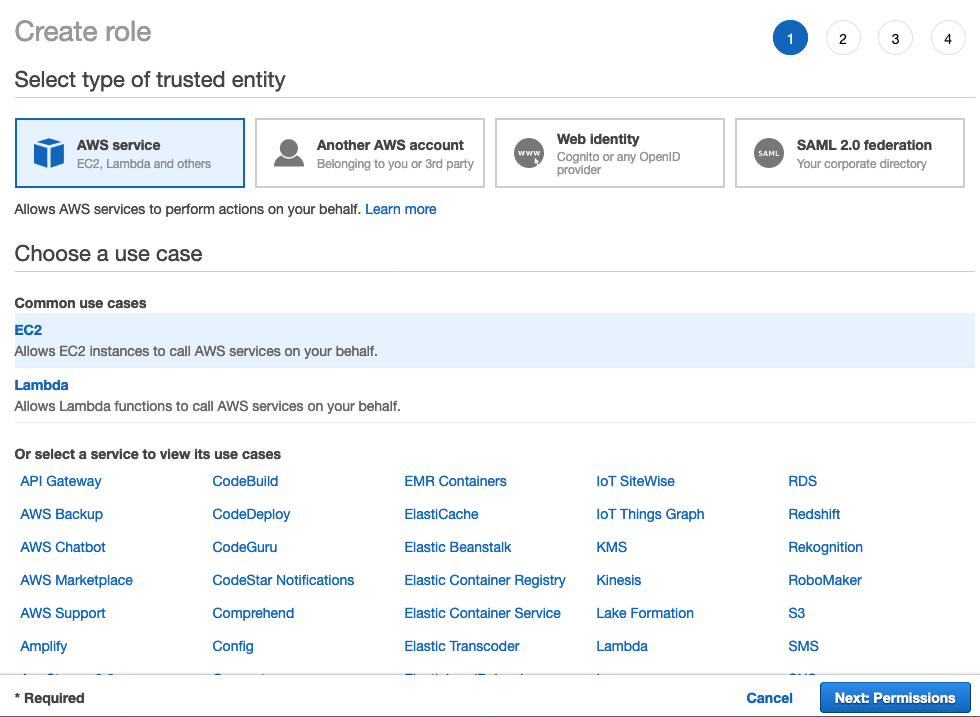 Create role
1 2 3 4
Select type of trusted entity
AWS service
EC2, Lambda and others
Another AWS account
Belonging to you or 3rd party
www
Web identity
Cognito or any OpenID
provider
SAML
SAML 2.0 federation
Your corporate directory
Allows AWS services to perform actions on your behalf. Learn more
Choose a use case
Common use cases
EC2
Allows EC2 instances to call AWS services on your behalf.
Lambda
Allows Lambda functions to call AWS services on your behalf.
Or select a service to view its use cases
API Gateway CodeBuild EMR Containers IoT SiteWise RDS
AWS Backup CodeDeploy ElastiCache IoT Things Graph Redshift
AWS Chatbot CodeGuru Elastic Beanstalk KMS Rekognition
AWS Marketplace CodeStar Notifications Elastic Container Registry Kinesis RoboMaker
AWS Support Comprehend Elastic Container Service Lake Formation S3
Amplify Config Elastic Transcoder Lambda SMS
* Required Cancel Next: Permissions